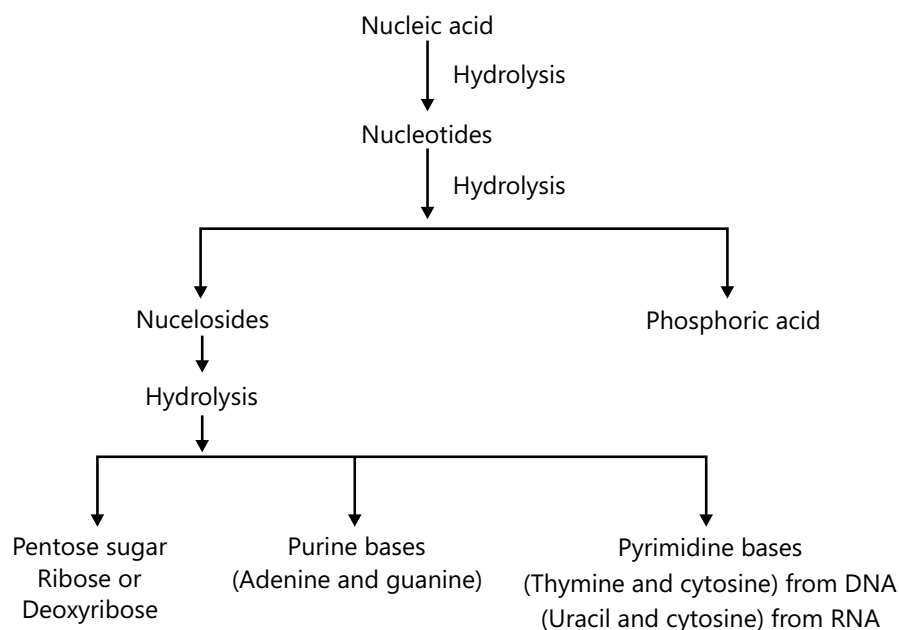 Nucleic acid
Hydrolysis
Nucleotides
Hydrolysis
Nucelosides
Phosphoric acid
Hydrolysis
Pentose sugar
Ribose or
Deoxyribose
Purine bases
(Adenine and guanine)
Pyrimidine bases
(Thymine and cytosine) from DNA
(Uracil and cytosine) from RNA